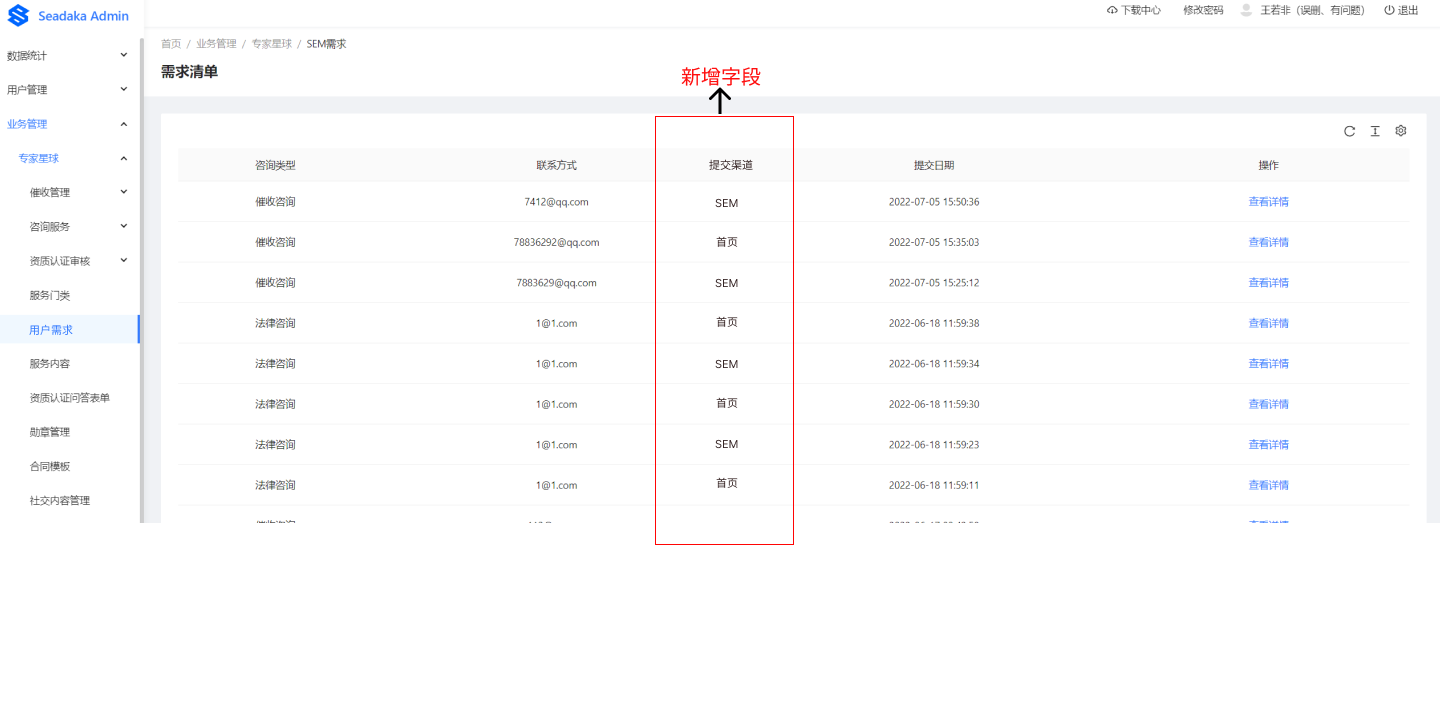 Seadaka Admin
下载中心 修改密码 王若非（误删、有问题） 退出
数据统计
用户管理
业务管理
专家星球
催收管理
咨询服务
资质认证审核
服务门类
用户需求
服务内容
资质认证问答表单
勋章管理
合同模板
社交内容管理
首页 / 业务管理 / 专家星球 / SEM需求
需求清单
新增字段
咨询类型 联系方式 提交渠道 提交日期 操作
催收咨询 7412@qq.com SEM 2022-07-05 15:50:36 查看详情
催收咨询 78836292@qq.com 首页 2022-07-05 15:35:03 查看详情
催收咨询 7883629@qq.com SEM 2022-07-05 15:25:12 查看详情
法律咨询 1@1.com 首页 2022-06-18 11:59:38 查看详情
法律咨询 1@1.com SEM 2022-06-18 11:59:34 查看详情
法律咨询 1@1.com 首页 2022-06-18 11:59:30 查看详情
法律咨询 1@1.com SEM 2022-06-18 11:59:23 查看详情
法律咨询 1@1.com 首页 2022-06-18 11:59:11 查看详情